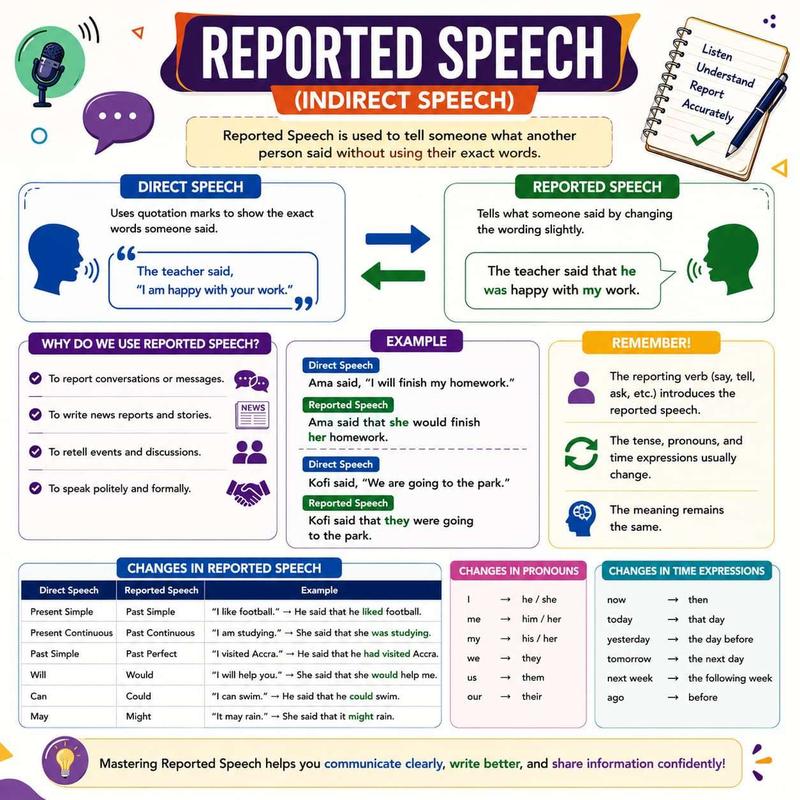 REPORTED SPEECH
(INDIRECT SPEECH)
Listen
Understand
Report
Accurately
Reported Speech is used to tell someone what another
person said without using their exact words.
DIRECT SPEECH
Uses quotation marks to show the exact
words someone said.
The teacher said,
“I am happy with your work.”
REPORTED SPEECH
Tells what someone said by changing
the wording slightly.
The teacher said that he
was happy with my work.
WHY DO WE USE REPORTED SPEECH?
To report conversations or messages.
To write news reports and stories.
NEWS
To retell events and discussions.
To speak politely and formally.
EXAMPLE
Direct Speech
Ama said, “I will finish my homework.”
Reported Speech
Ama said that she would finish
her homework.
Direct Speech
Kofi said, “We are going to the park.”
Reported Speech
Kofi said that they were going
to the park.
REMEMBER!
The reporting verb (say, tell,
ask, etc.) introduces the
reported speech.
The tense, pronouns, and
time expressions usually
change.
The meaning remains
the same.
CHANGES IN REPORTED SPEECH
Direct Speech Reported Speech Example
Present Simple Past Simple “I like football.” → He said that he liked football.
Present Continuous Past Continuous “I am studying.” → She said that she was studying.
Past Simple Past Perfect “I visited Accra.” → He said that he had visited Accra.
Will Would “I will help you.” → She said that she would help me.
Can Could “I can swim.” → He said that he could swim.
May Might “It may rain.” → She said that it might rain.
CHANGES IN PRONOUNS
I → he / she
me → him / her
my → his / her
we → they
us → them
our → their
CHANGES IN TIME EXPRESSIONS
now → then
today → that day
yesterday → the day before
tomorrow → the next day
next week → the following week
ago → before
Mastering Reported Speech helps you communicate clearly, write better, and share information confidently!